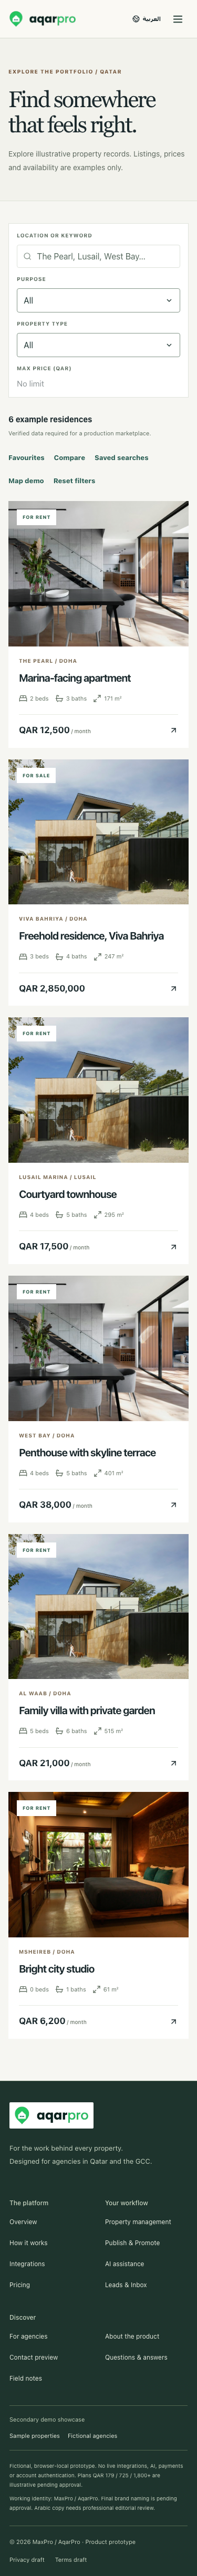 aqarpro
العربية
EXPLORE THE PORTFOLIO / QATAR
Find somewhere
that feels right.
Explore illustrative property records. Listings, prices
and availability are examples only.
LOCATION OR KEYWORD
The Pearl, Lusail, West Bay...
PURPOSE
All
PROPERTY TYPE
All
MAX PRICE (QAR)
No limit
6 example residences
Verified data required for a production marketplace.
Favourites Compare Saved searches
Map demo Reset filters
FOR RENT
THE PEARL / DOHA
Marina-facing apartment
2 beds 3 baths 171 m²
QAR 12,500 / month
FOR SALE
VIVA BAHRIYA / DOHA
Freehold residence, Viva Bahriya
3 beds 4 baths 247 m²
QAR 2,850,000
FOR RENT
LUSAIL MARINA / LUSAIL
Courtyard townhouse
4 beds 5 baths 295 m²
QAR 17,500 / month
FOR RENT
WEST BAY / DOHA
Penthouse with skyline terrace
4 beds 5 baths 401 m²
QAR 38,000 / month
FOR RENT
AL WAAB / DOHA
Family villa with private garden
5 beds 6 baths 515 m²
QAR 21,000 / month
FOR RENT
MSHEIREB / DOHA
Bright city studio
0 beds 1 baths 61 m²
QAR 6,200 / month
aqarpro
For the work behind every property.
Designed for agencies in Qatar and the GCC.
The platform
Overview
How it works
Integrations
Pricing
Your workflow
Property management
Publish & Promote
AI assistance
Leads & Inbox
Discover
For agencies
About the product
Contact preview
Questions & answers
Field notes
Secondary demo showcase
Sample properties Fictional agencies
Fictional, browser-local prototype. No live integrations, AI, payments
or account authentication. Plans QAR 179 / 725 / 1,800+ are
illustrative pending approval.
Working identity: MaxPro / AqarPro. Final brand naming is pending
approval. Arabic copy needs professional editorial review.
© 2026 MaxPro / AqarPro · Product prototype
Privacy draft Terms draft